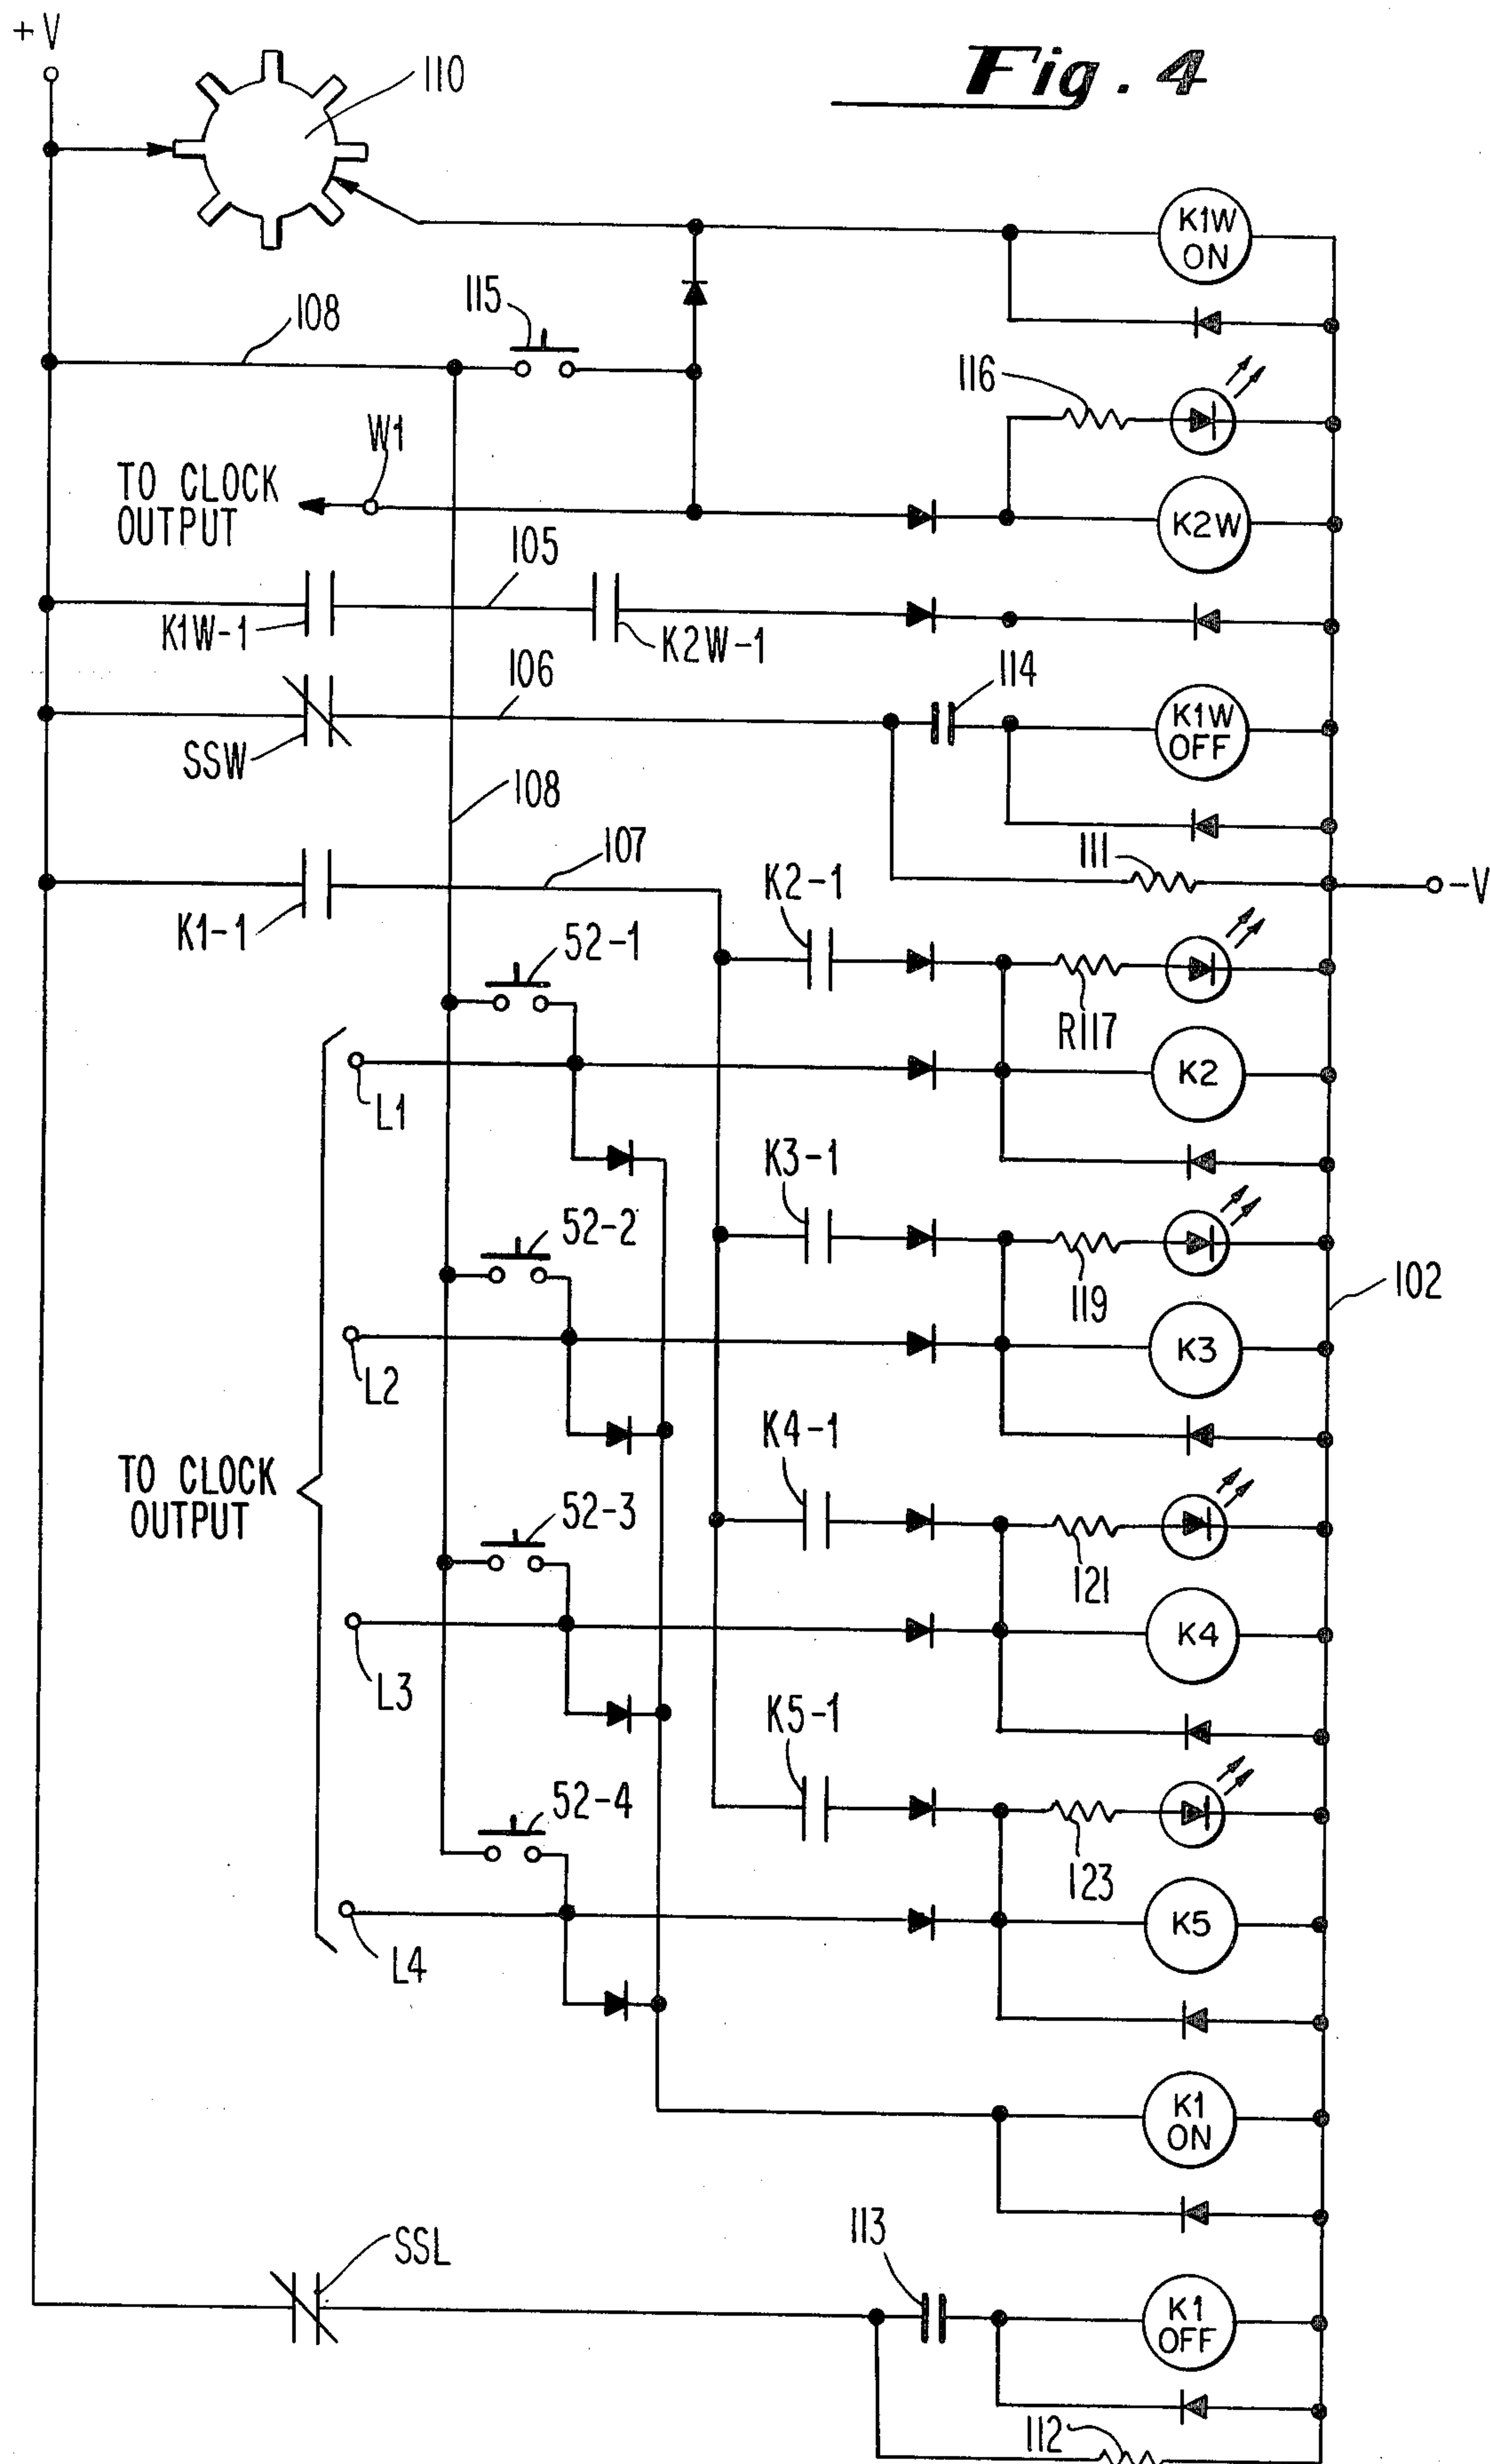 +V
Fig. 4
110
K1W
ON
115
108
116
W1
TO CLOCK
OUTPUT
K2W
105
K1W-1
K2W-1
106
114
K1W
OFF
SSW
108
107
111
-V
K2-1
K1-1
52-1
R117
K2
L1
K3-1
52-2
102
119
K3
L2
K4-1
TO CLOCK
OUTPUT
52-3
121
K4
L3
K5-1
52-4
123
K5
L4
K1
ON
113
SSL
K1
OFF
112